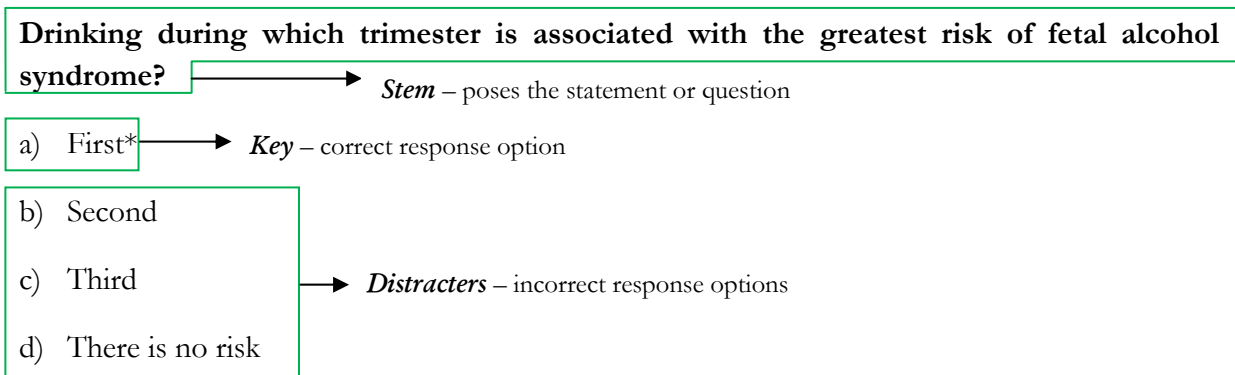 Drinking during which trimester is associated with the greatest risk of fetal alcohol
syndrome?
Stem – poses the statement or question
a) First*
Key – correct response option
b) Second
c) Third
Distracters – incorrect response options
d) There is no risk